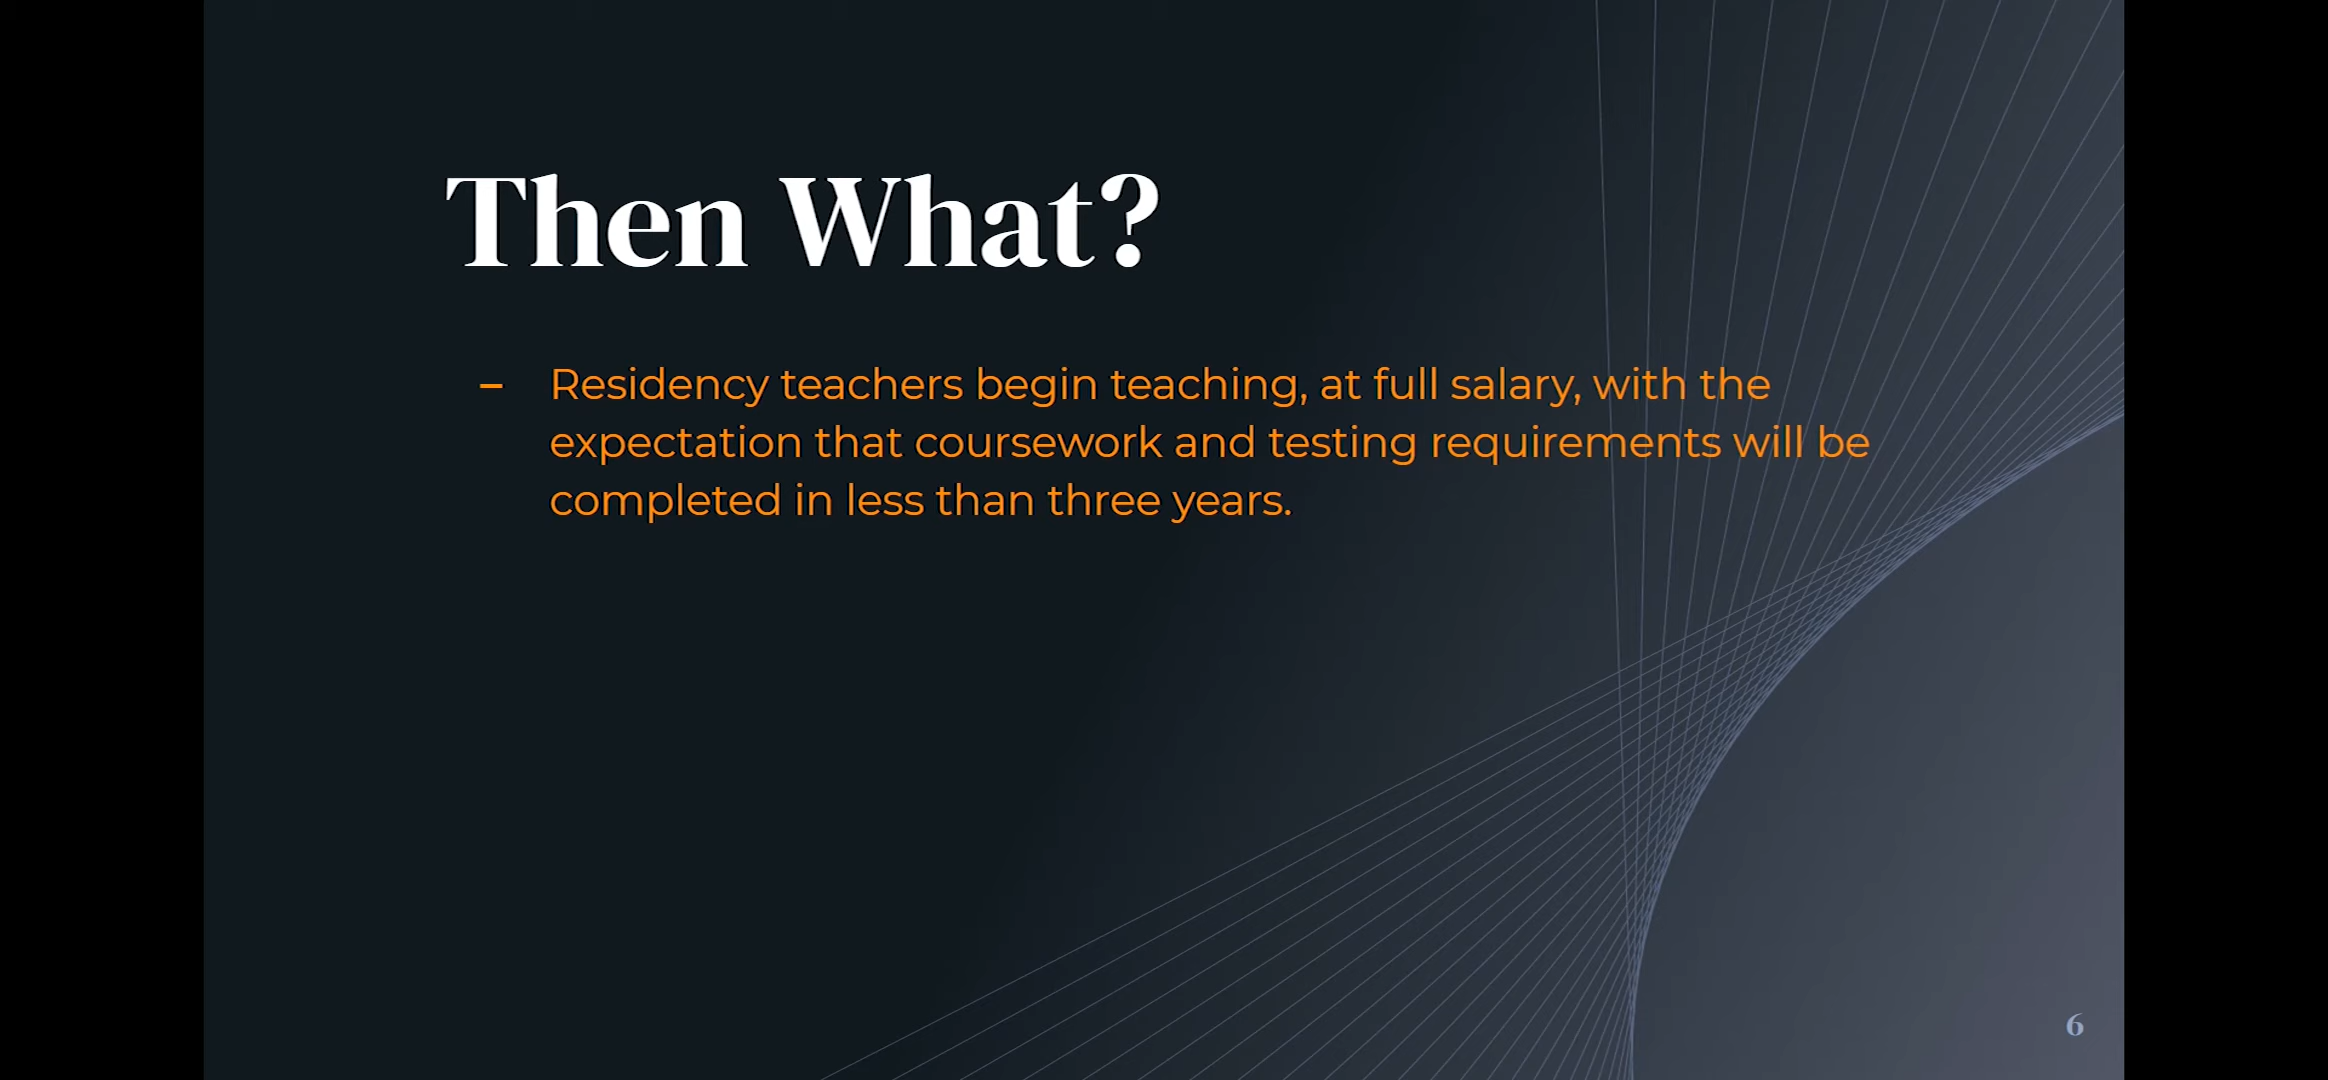 Then What?
– Residency teachers begin teaching, at full salary, with the
expectation that coursework and testing requirements will be
completed in less than three years.
6